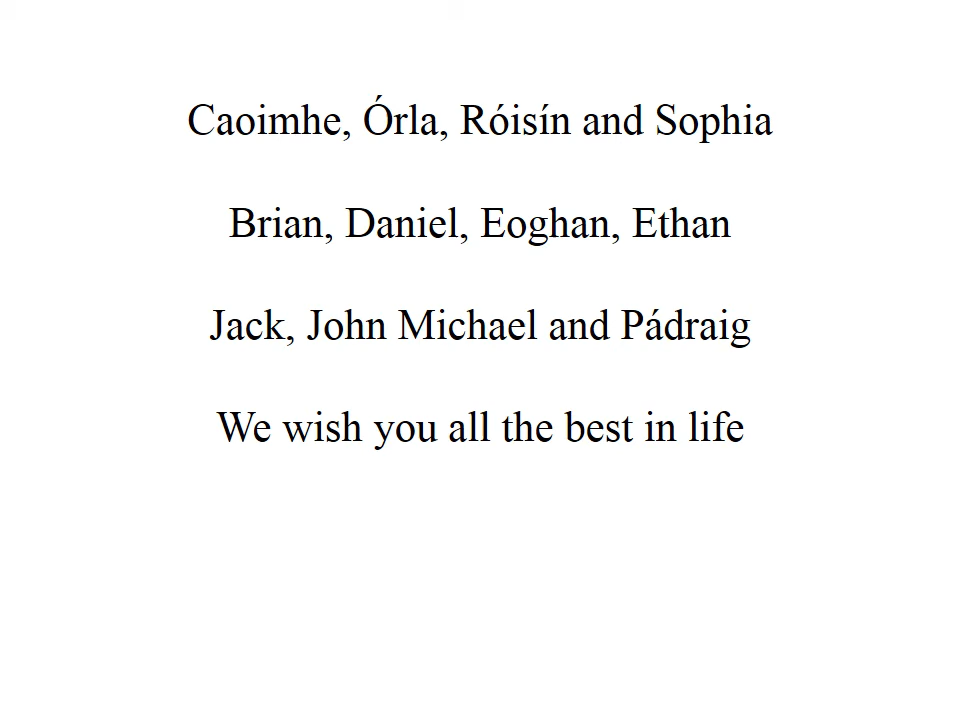 Caoimhe, Órla, Róisín and Sophia
Brian, Daniel, Eoghan, Ethan
Jack, John Michael and Pádraig
We wish you all the best in life